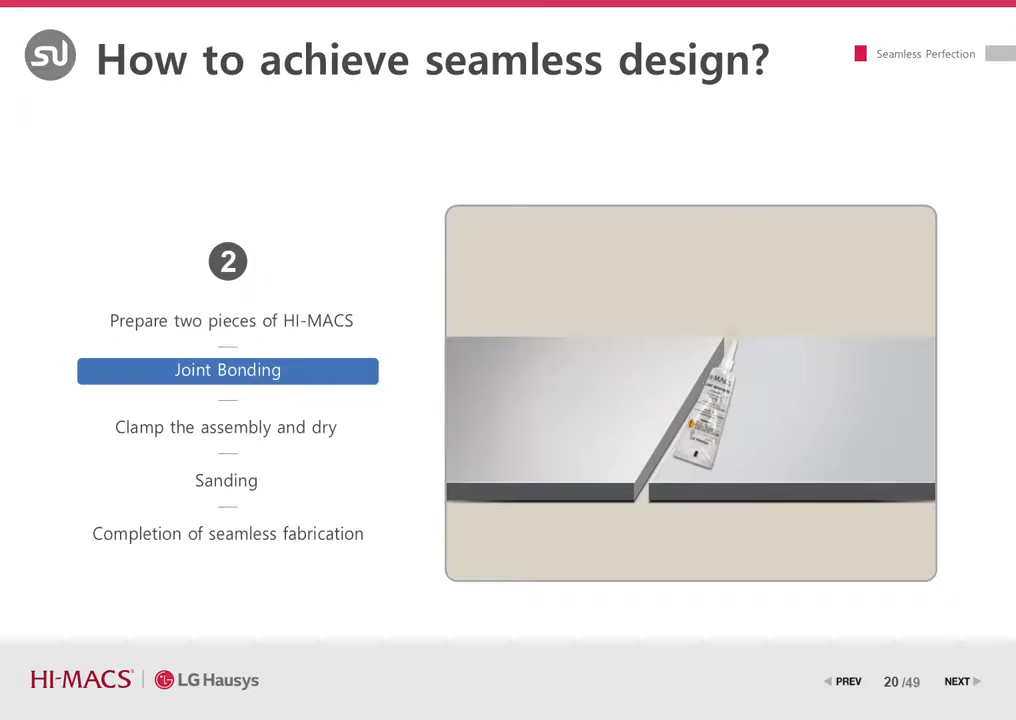 SU
How to achieve seamless design?
Seamless Perfection
2
Prepare two pieces of HI-MACS
Joint Bonding
Clamp the assembly and dry
Sanding
Completion of seamless fabrication
HI-MACS
LG Hausys
PREV
20 /49
NEXT